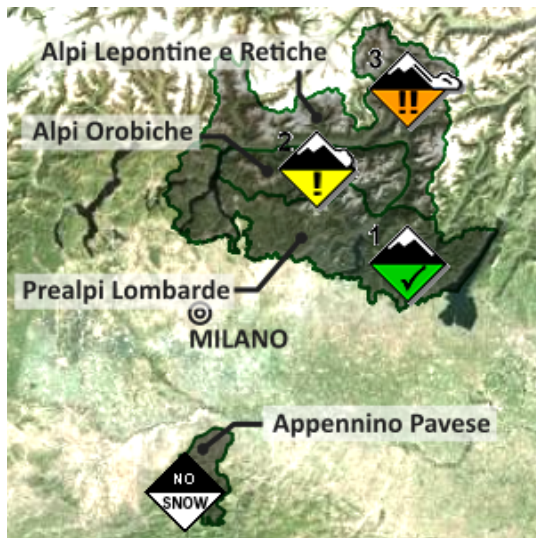 Alpi Lepontine e Retiche
3
!!
Alpi Orobiche
2
!
1
Prealpi Lombarde
MILANO
Appennino Pavese
NO
SNOW